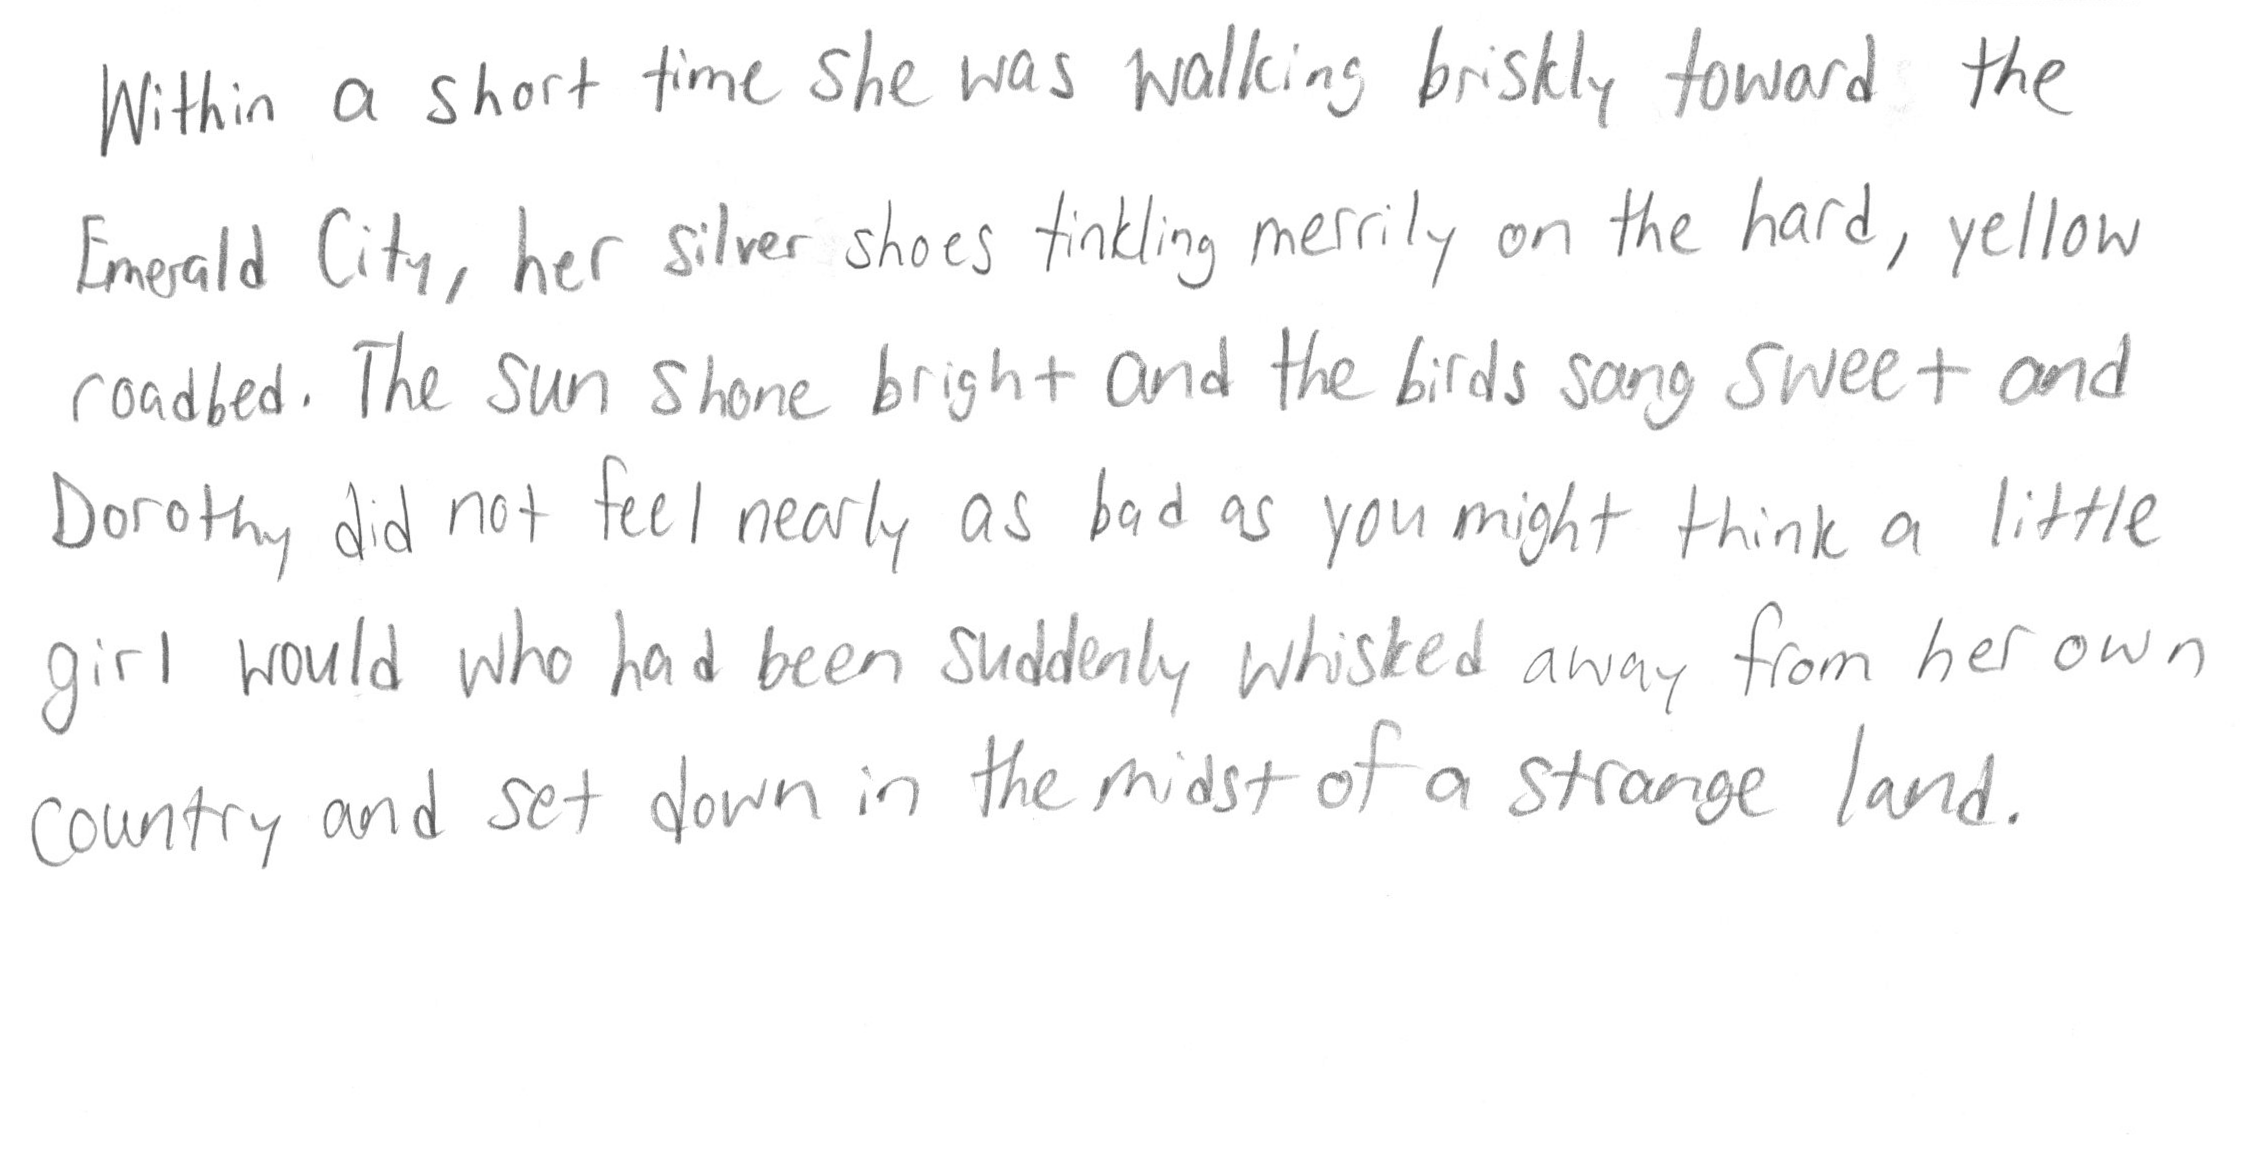 Within a short time she was walking briskly toward the
Emerald City, her silver shoes tinkling merrily on the hard, yellow
roadbed. The sun shone bright and the birds sang sweet and
Dorothy did not feel nearly as bad as you might think a little
girl would who had been suddenly whisked away from her own
country and set down in the midst of a strange land.